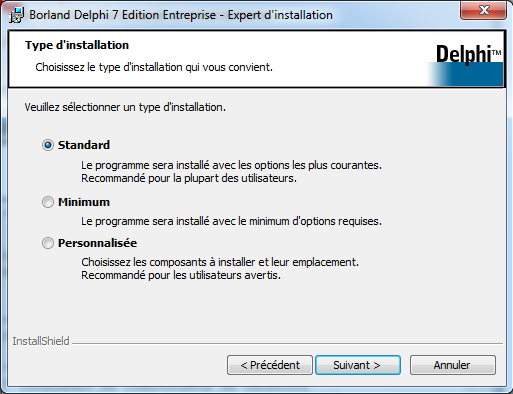 Borland Delphi 7 Edition Entreprise - Expert d'installation
Type d'installation
Choisissez le type d'installation qui vous convient.
Delphi™
Veuillez sélectionner un type d'installation.
Standard
Le programme sera installé avec les options les plus courantes.
Recommandé pour la plupart des utilisateurs.
Minimum
Le programme sera installé avec le minimum d'options requises.
Personnalisée
Choisissez les composants à installer et leur emplacement.
Recommandé pour les utilisateurs avertis.
InstallShield
< Précédent
Suivant >
Annuler